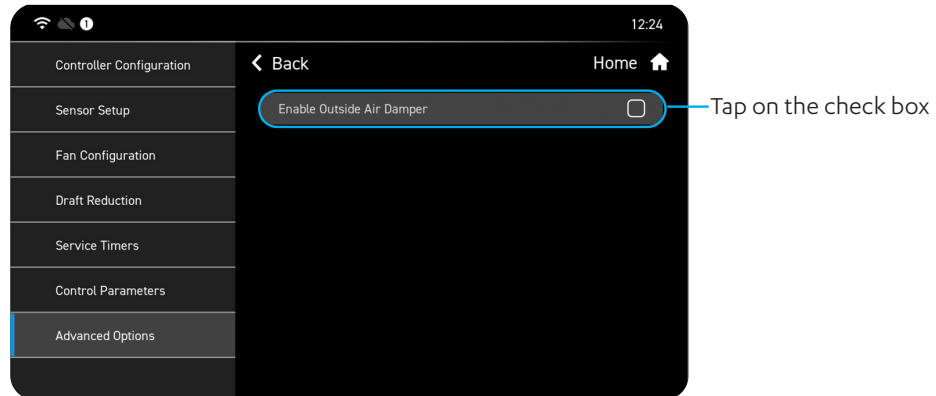 1 12:24
Controller Configuration
Back Home
Sensor Setup
Enable Outside Air Damper
Tap on the check box
Fan Configuration
Draft Reduction
Service Timers
Control Parameters
Advanced Options